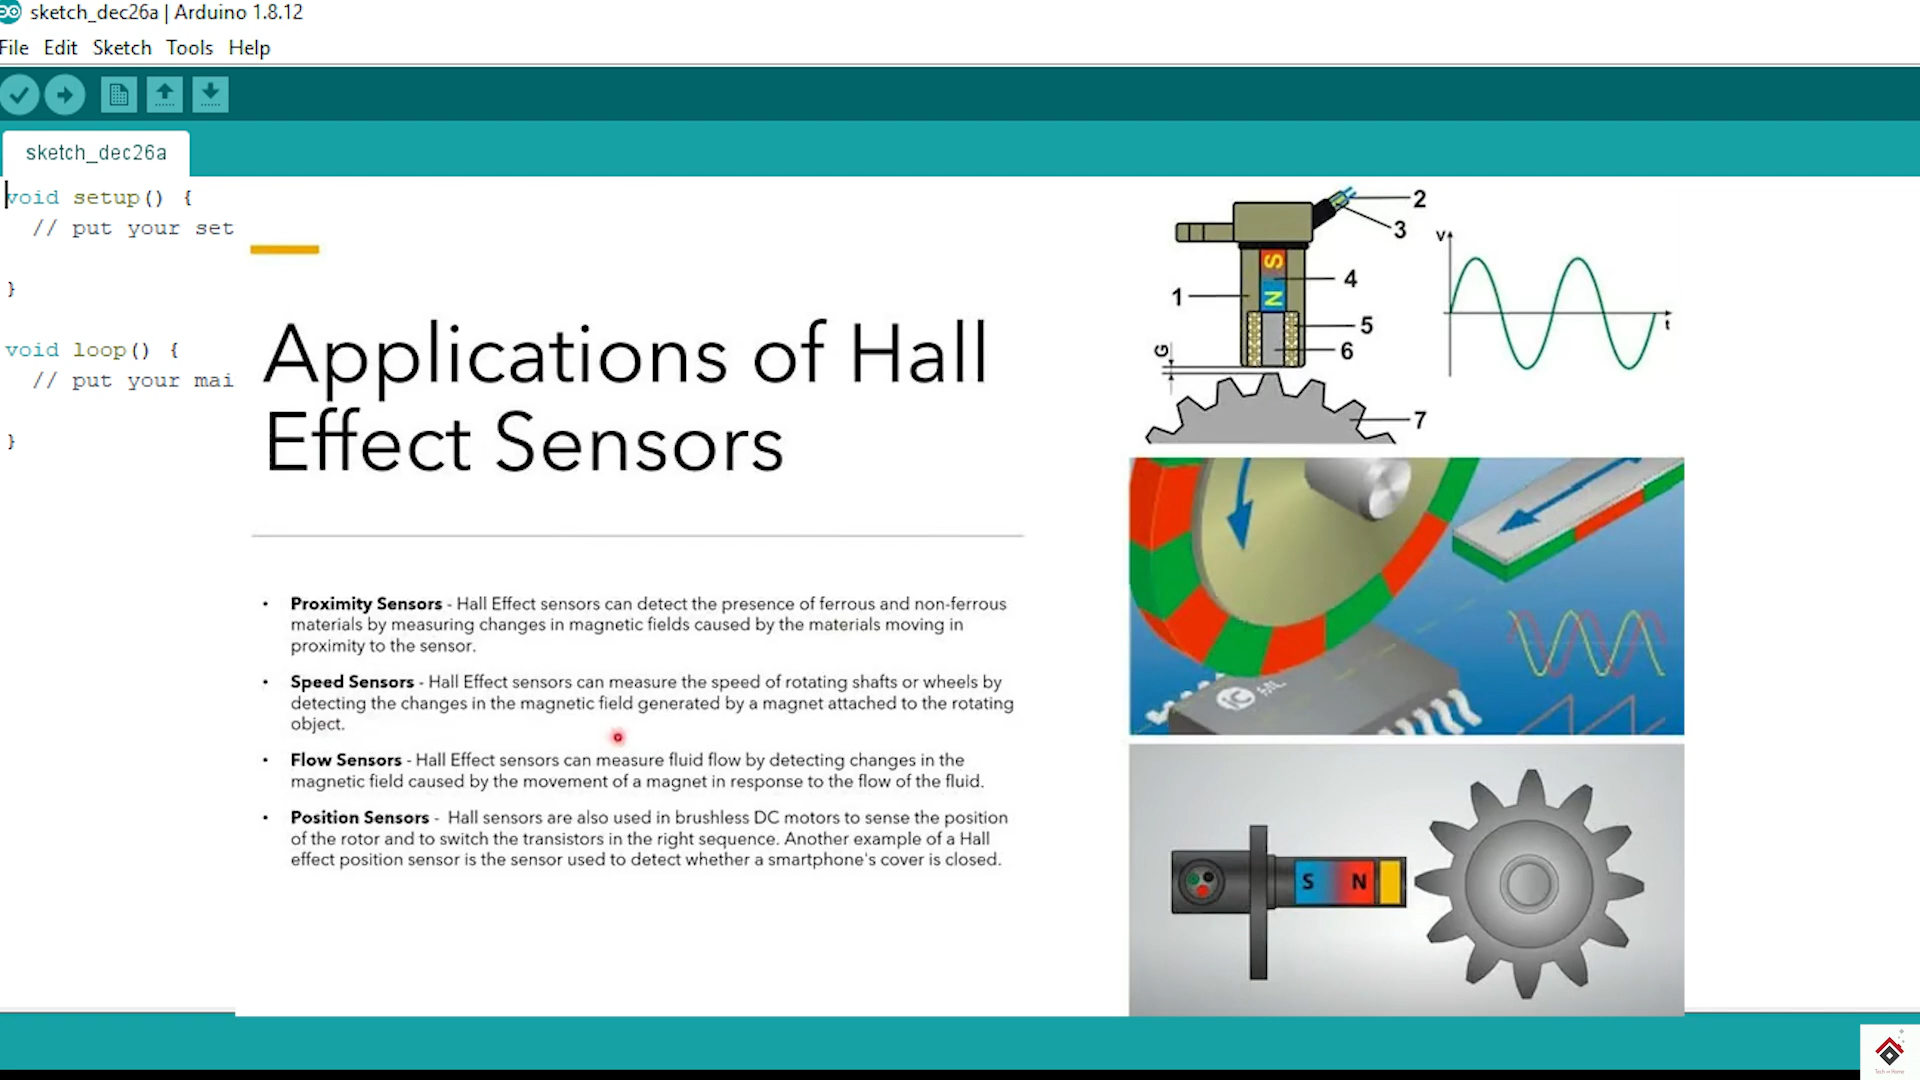 sketch_dec26a | Arduino 1.8.12
File Edit Sketch Tools Help
sketch_dec26a
void setup() {
// put your set
}
void loop() {
// put your mai
}
Applications of Hall
Effect Sensors
• Proximity Sensors - Hall Effect sensors can detect the presence of ferrous and non-ferrous
materials by measuring changes in magnetic fields caused by the materials moving in
proximity to the sensor.
• Speed Sensors - Hall Effect sensors can measure the speed of rotating shafts or wheels by
detecting the changes in the magnetic field generated by a magnet attached to the rotating
object.
• Flow Sensors - Hall Effect sensors can measure fluid flow by detecting changes in the
magnetic field caused by the movement of a magnet in response to the flow of the fluid.
• Position Sensors - Hall sensors are also used in brushless DC motors to sense the position
of the rotor and to switch the transistors in the right sequence. Another example of a Hall
effect position sensor is the sensor used to detect whether a smartphone's cover is closed.
2
3
S
4
N
1
5
6
G
7
V
t
S N
Tech at Home